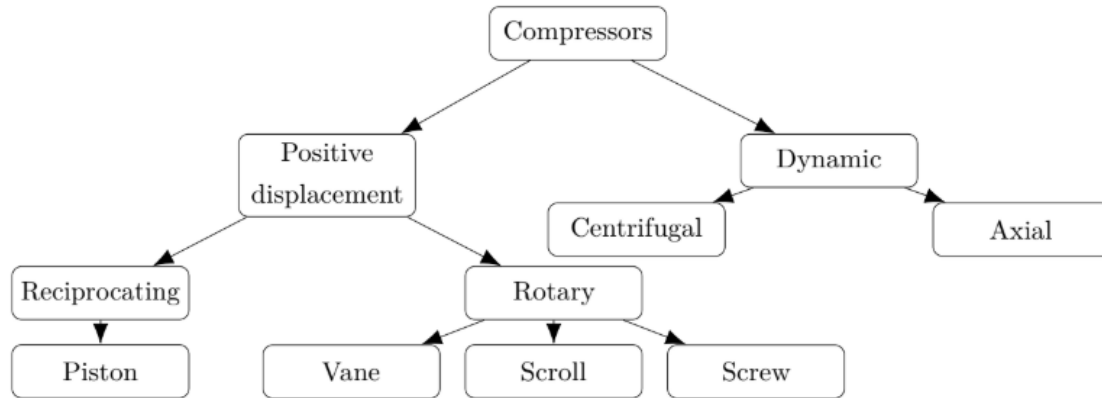 Compressors
Positive
displacement
Dynamic
Centrifugal
Axial
Reciprocating
Rotary
Piston
Vane
Scroll
Screw